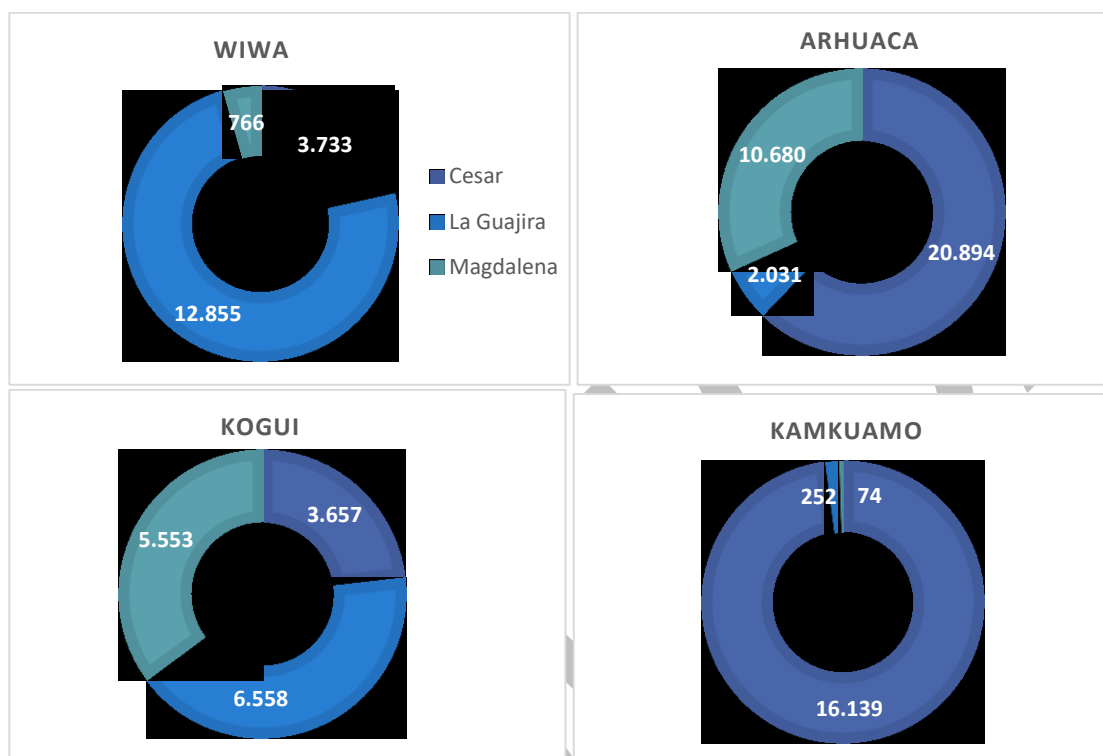 WIWA
766
3.733
12.855
Cesar
La Guajira
Magdalena
ARHUACA
10.680
20.894
2.031
KOGUI
3.657
5.553
6.558
KAMKUAMO
252
74
16.139